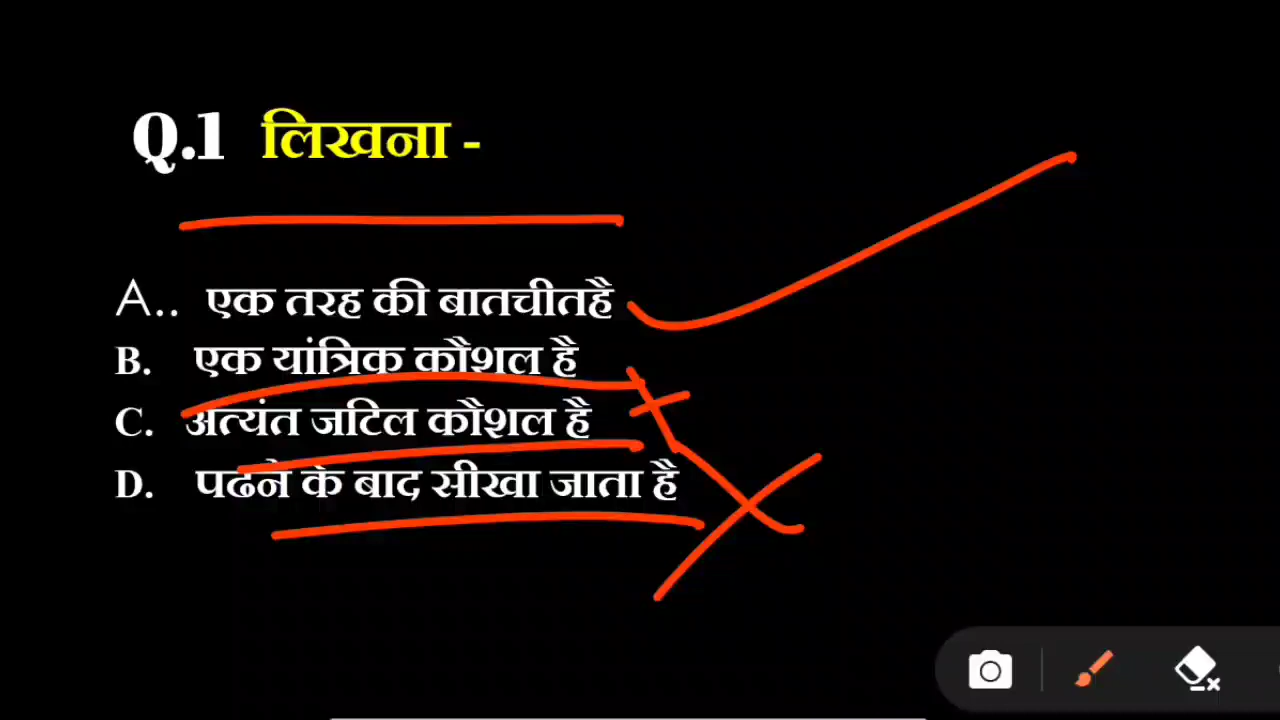 Q.1 लिखना -
A.. एक तरह की बातचीतहै
B. एक यांत्रिक कौशल है
C. अत्यंत जटिल कौशल है
D. पढने के बाद सीखा जाता है